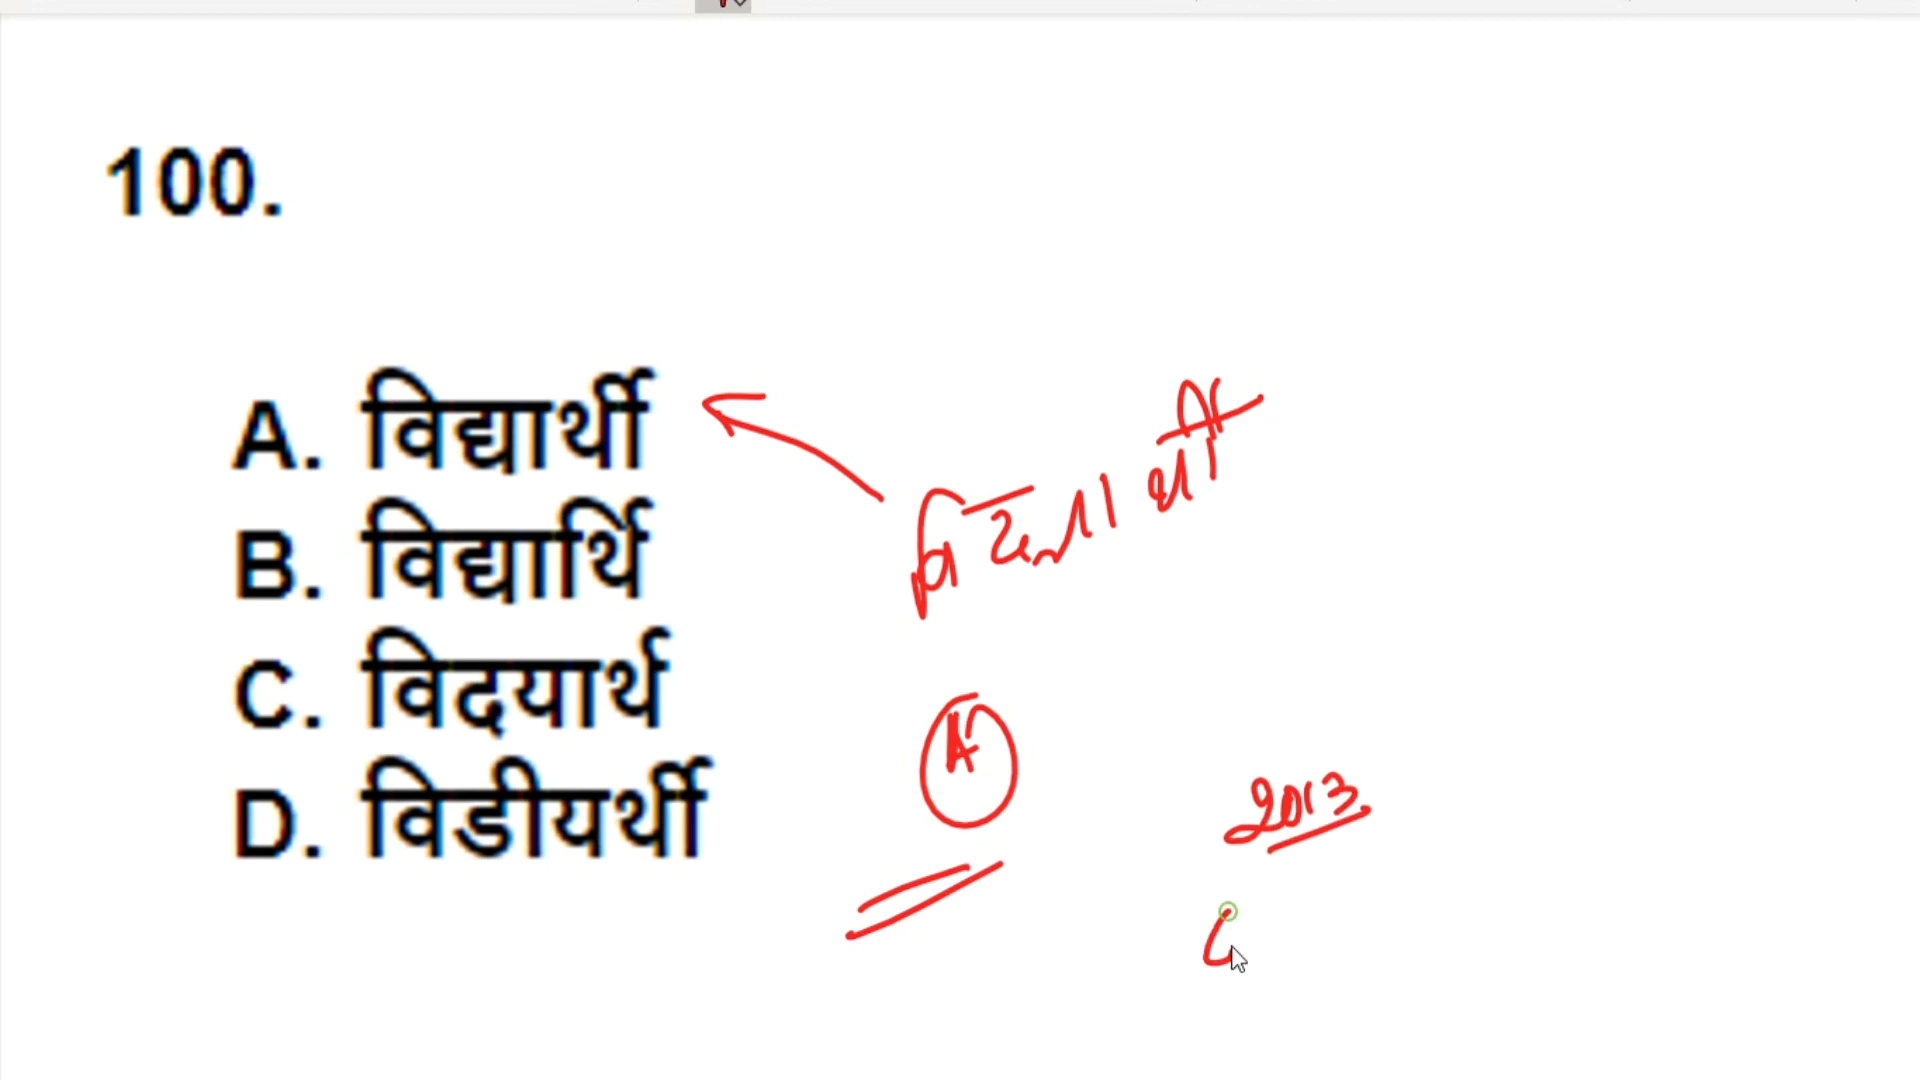 100.
A. विद्यार्थी
B. विद्यार्थि
C. विदयार्थ
D. विडीयर्थी
विद्यार्थी
A
2013